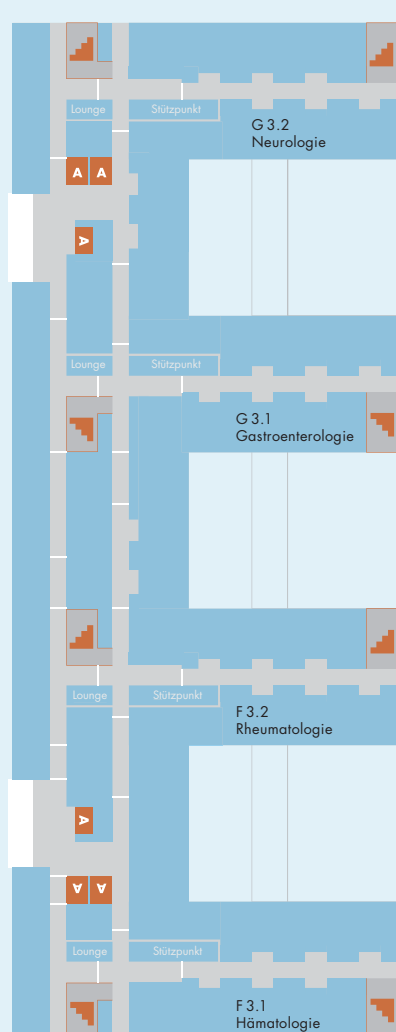 Lounge
Stützpunkt
G 3.2
Neurologie
A A
A
Lounge
Stützpunkt
G 3.1
Gastroenterologie
Lounge
Stützpunkt
F 3.2
Rheumatologie
A
A A
Lounge
Stützpunkt
F 3.1
Hämatologie